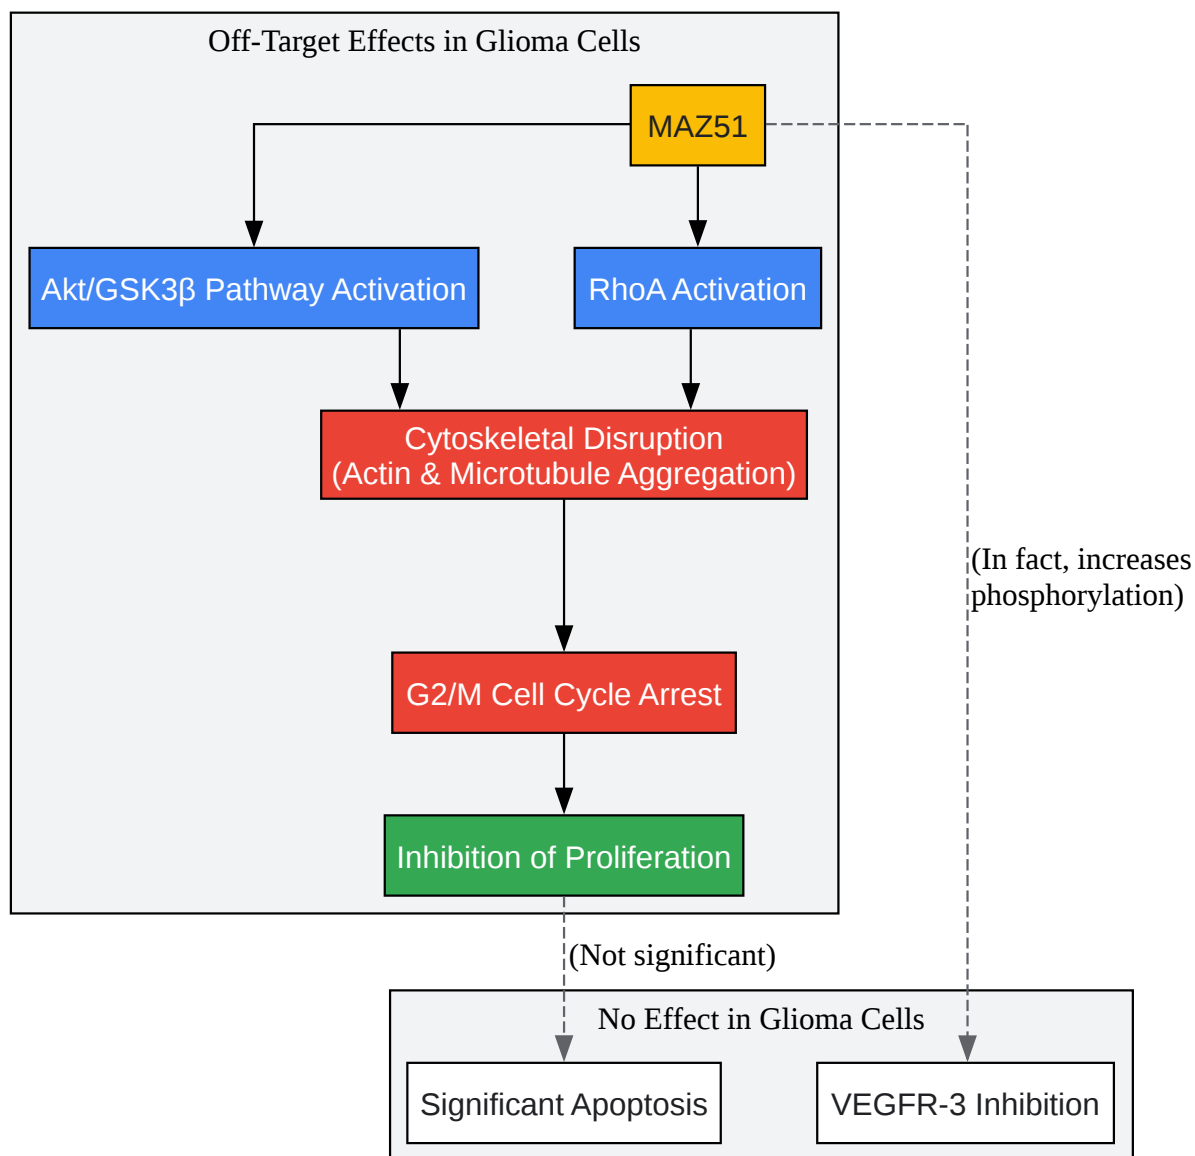 Off-Target Effects in Glioma Cells
MAZ51
Akt/GSK3β Pathway Activation
RhoA Activation
Cytoskeletal Disruption
(Actin & Microtubule Aggregation)
(In fact, increases
phosphorylation)
G2/M Cell Cycle Arrest
Inhibition of Proliferation
(Not significant)
No Effect in Glioma Cells
Significant Apoptosis
VEGFR-3 Inhibition